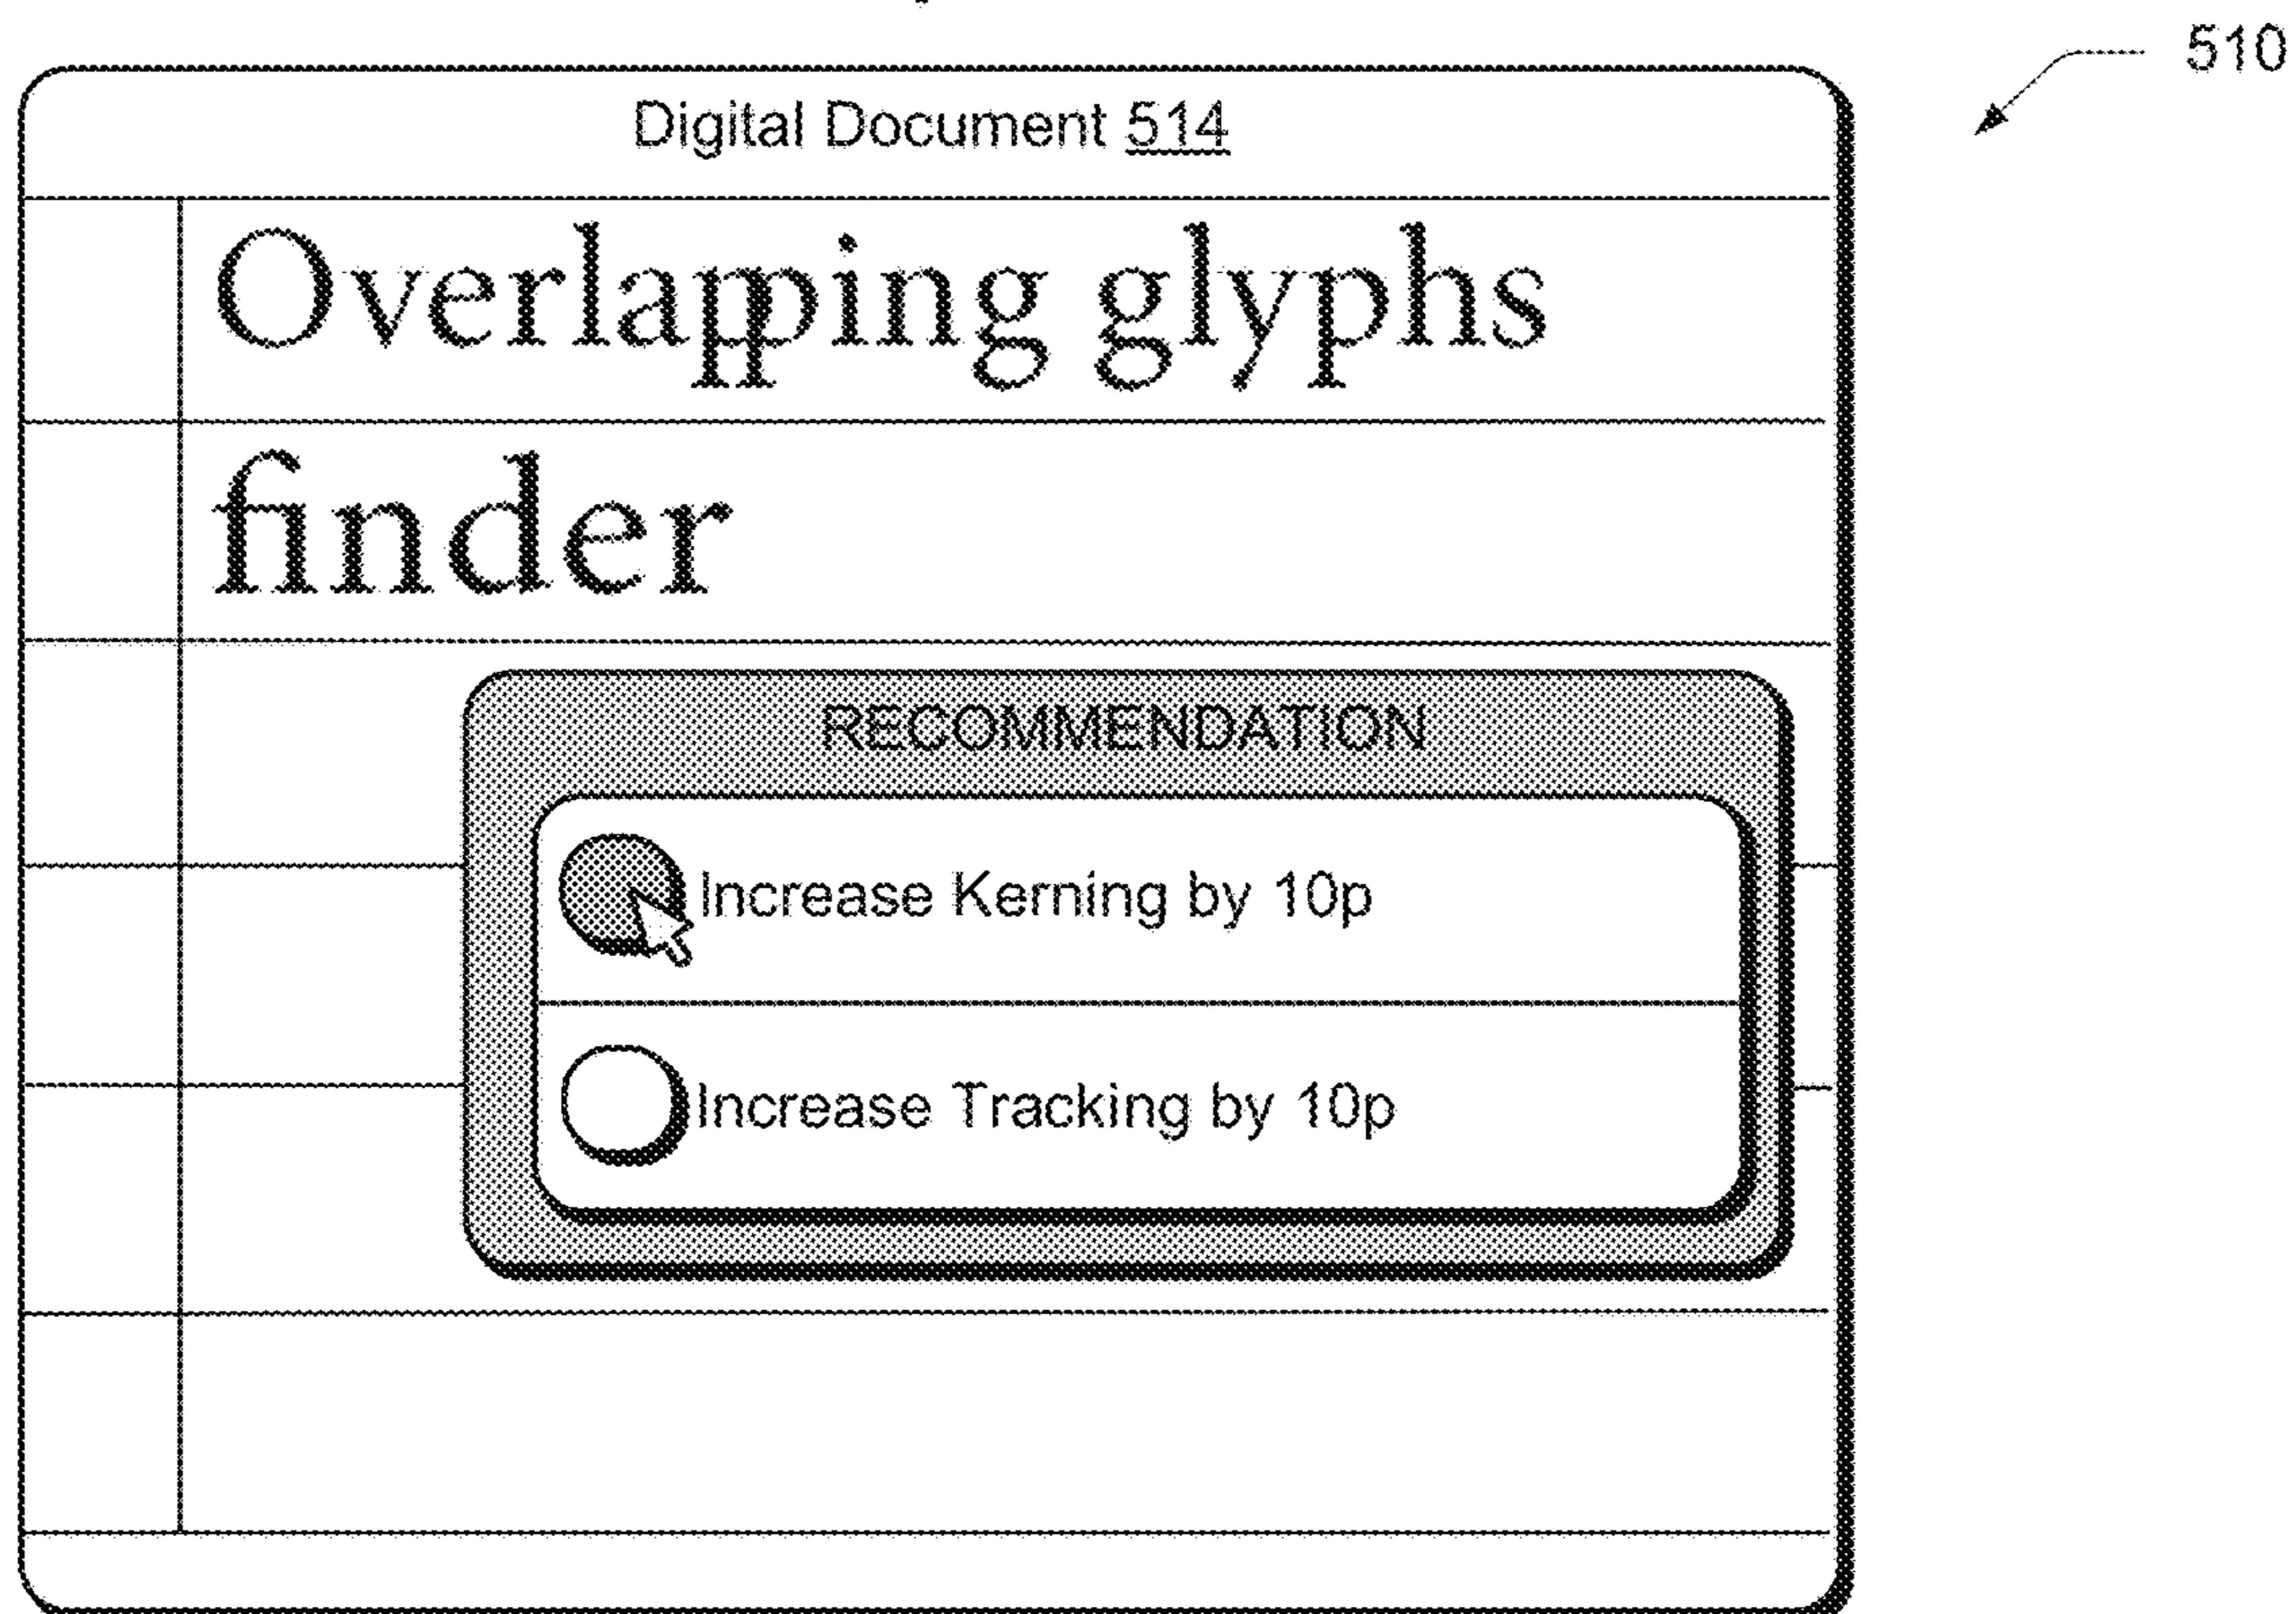 510
Digital Document 514
Overlapping glyphs
finder
RECOMMENDATION
Increase Kerning by 10p
Increase Tracking by 10p